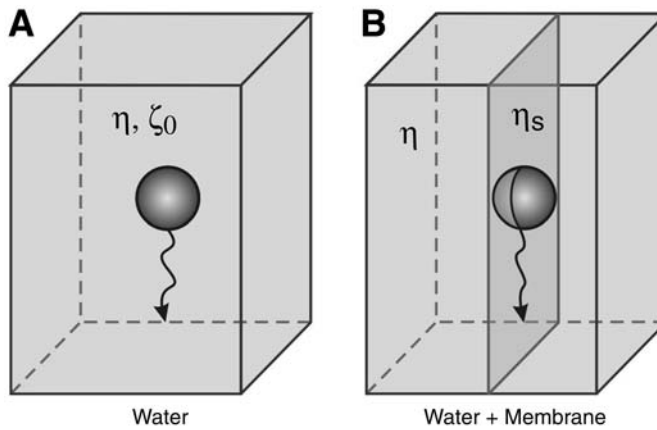 A
B
η, ζ0
η
ηs
Water
Water + Membrane